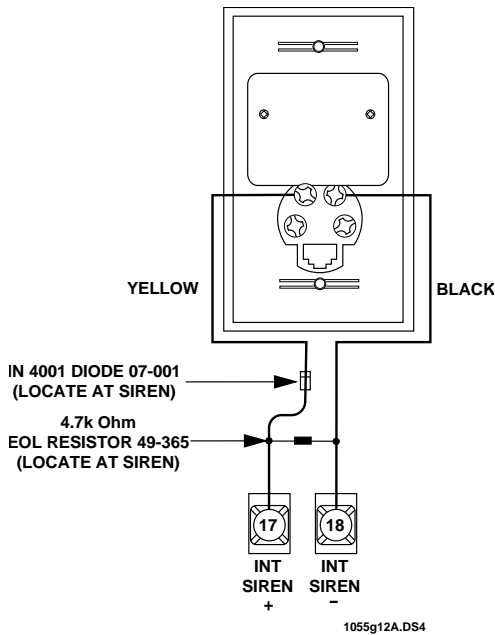 YELLOW
BLACK
IN 4001 DIODE 07-001
(LOCATE AT SIREN)
4.7k Ohm
EOL RESISTOR 49-365
(LOCATE AT SIREN)
17
18
INT
SIREN
+
INT
SIREN
–
1055g12A.DS4